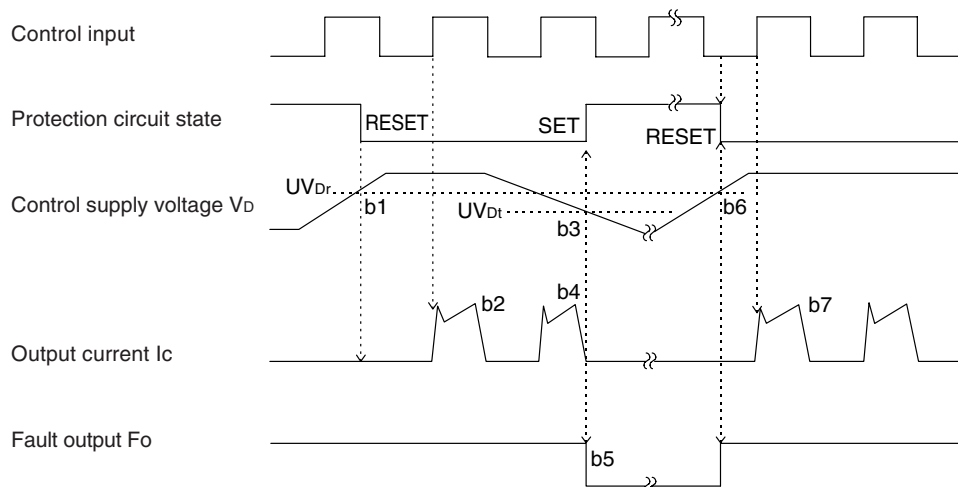 Control input
Protection circuit state
RESET
SET
RESET
Control supply voltage VD
UVDr
b1
UVDt
b3
b6
b2
b4
b7
Output current Ic
Fault output Fo
b5